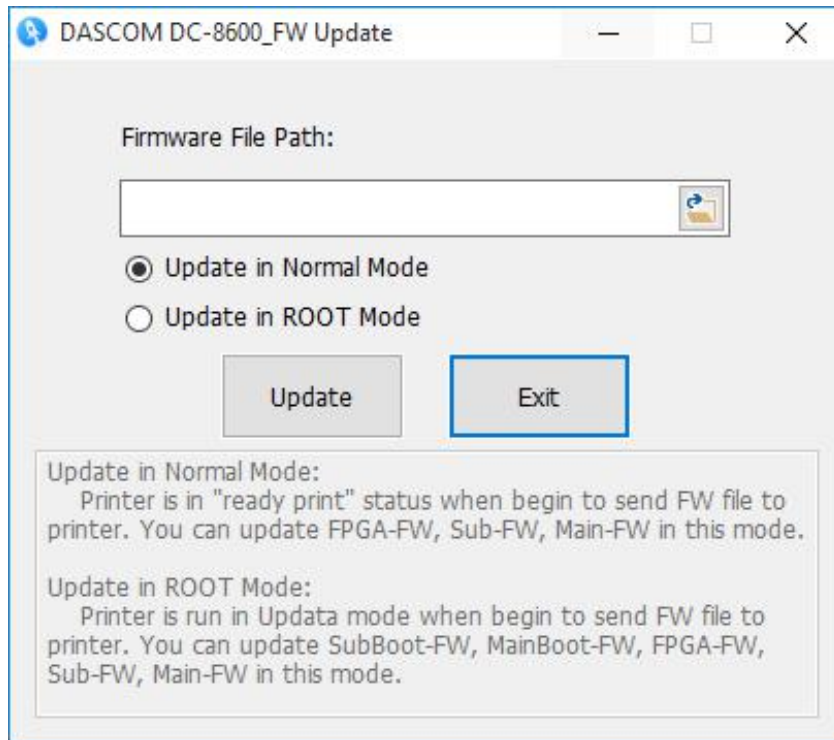 DASCOM DC-8600_FW Update
Firmware File Path:
Update in Normal Mode
Update in ROOT Mode
Update
Exit
Update in Normal Mode:
Printer is in "ready print" status when begin to send FW file to
printer. You can update FPGA-FW, Sub-FW, Main-FW in this mode.
Update in ROOT Mode:
Printer is run in Updata mode when begin to send FW file to
printer. You can update SubBoot-FW, MainBoot-FW, FPGA-FW,
Sub-FW, Main-FW in this mode.